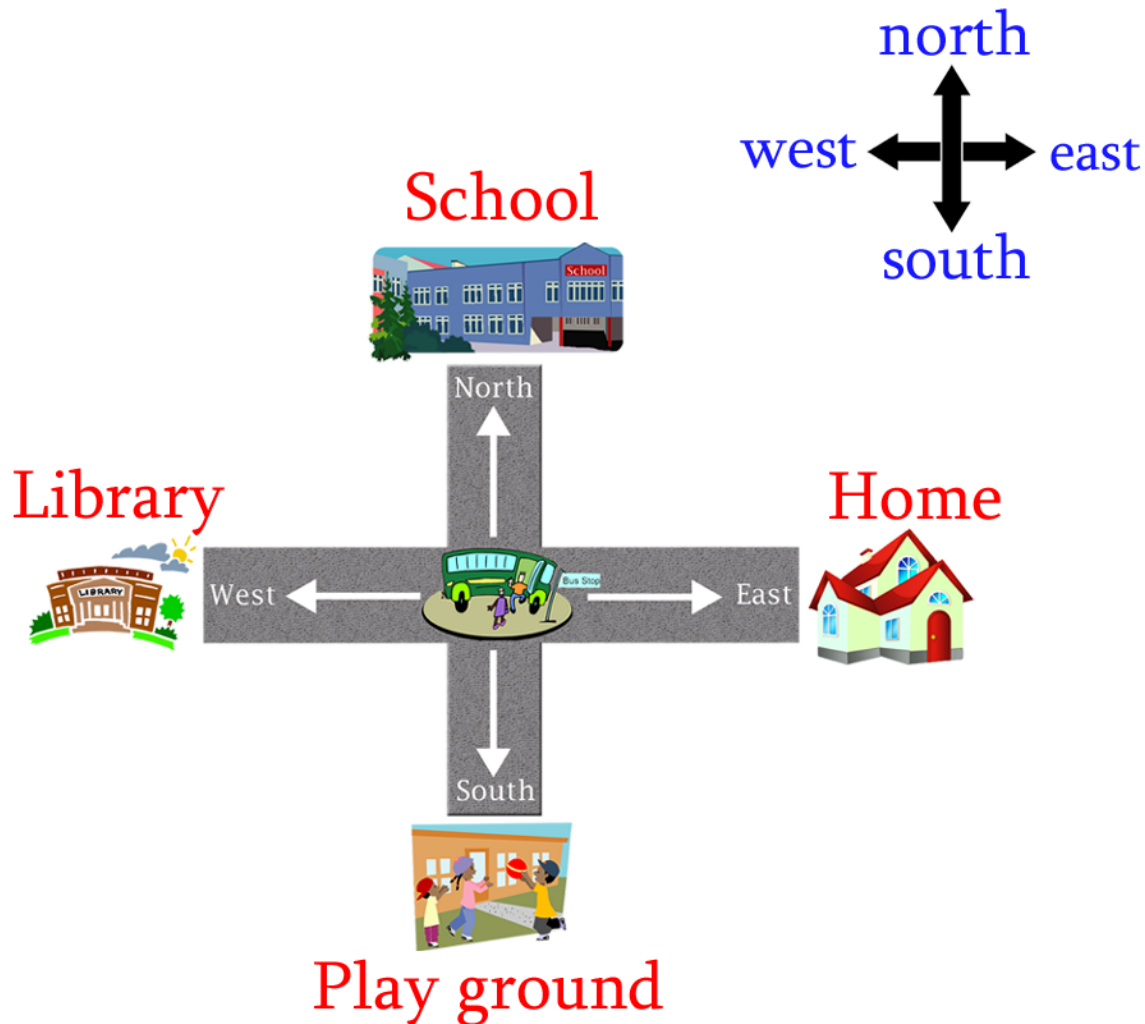 north
west east
south
School
School
North
Library
Home
LIBRARY
West East
Bus Stop
South
Play ground